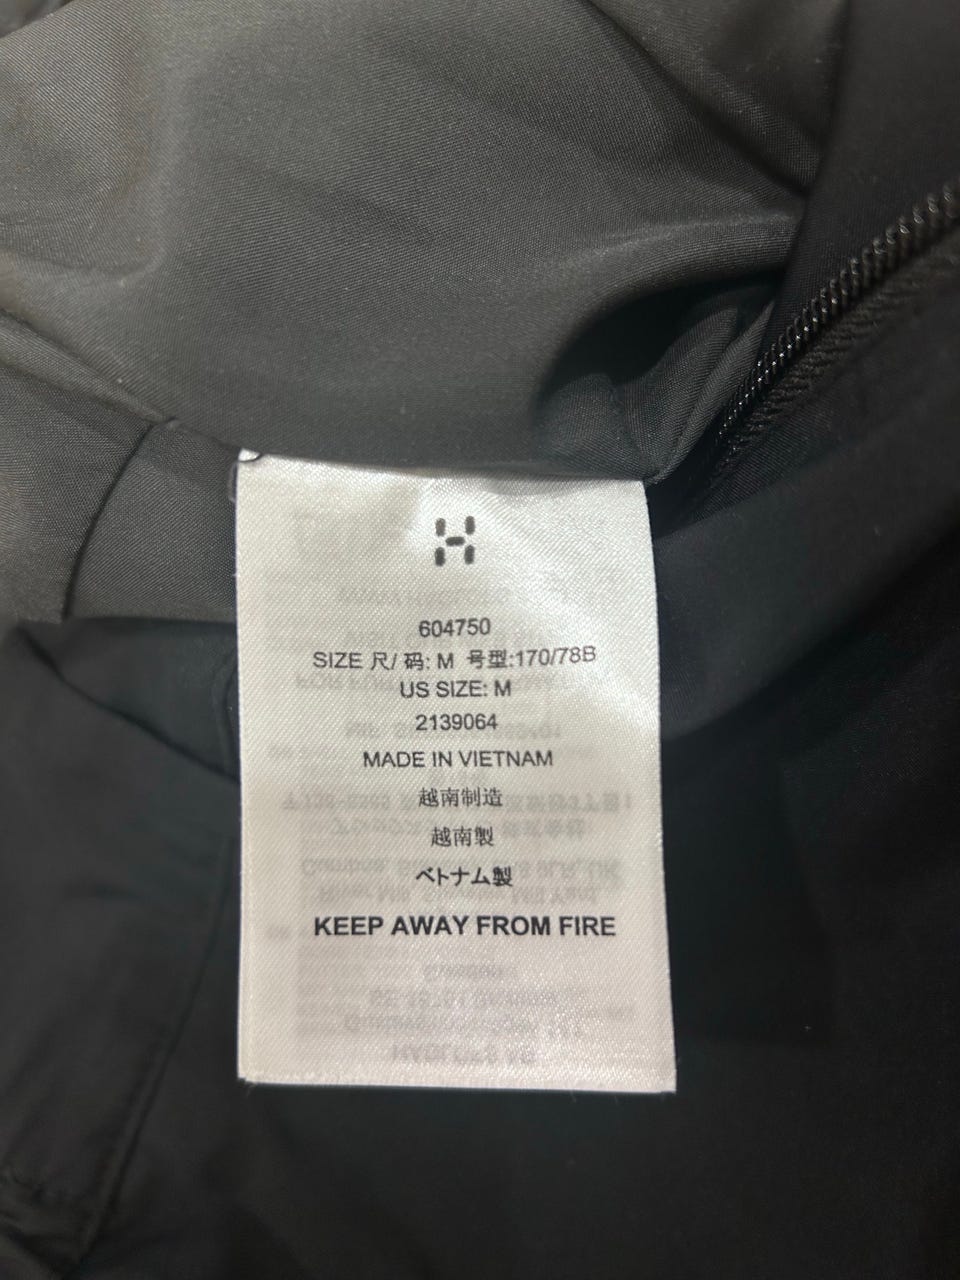 H
604750
SIZE 尺/ 码: M 号型:170/78B
US SIZE: M
2139064
MADE IN VIETNAM
越南制造
越南製
ベトナム製
KEEP AWAY FROM FIRE